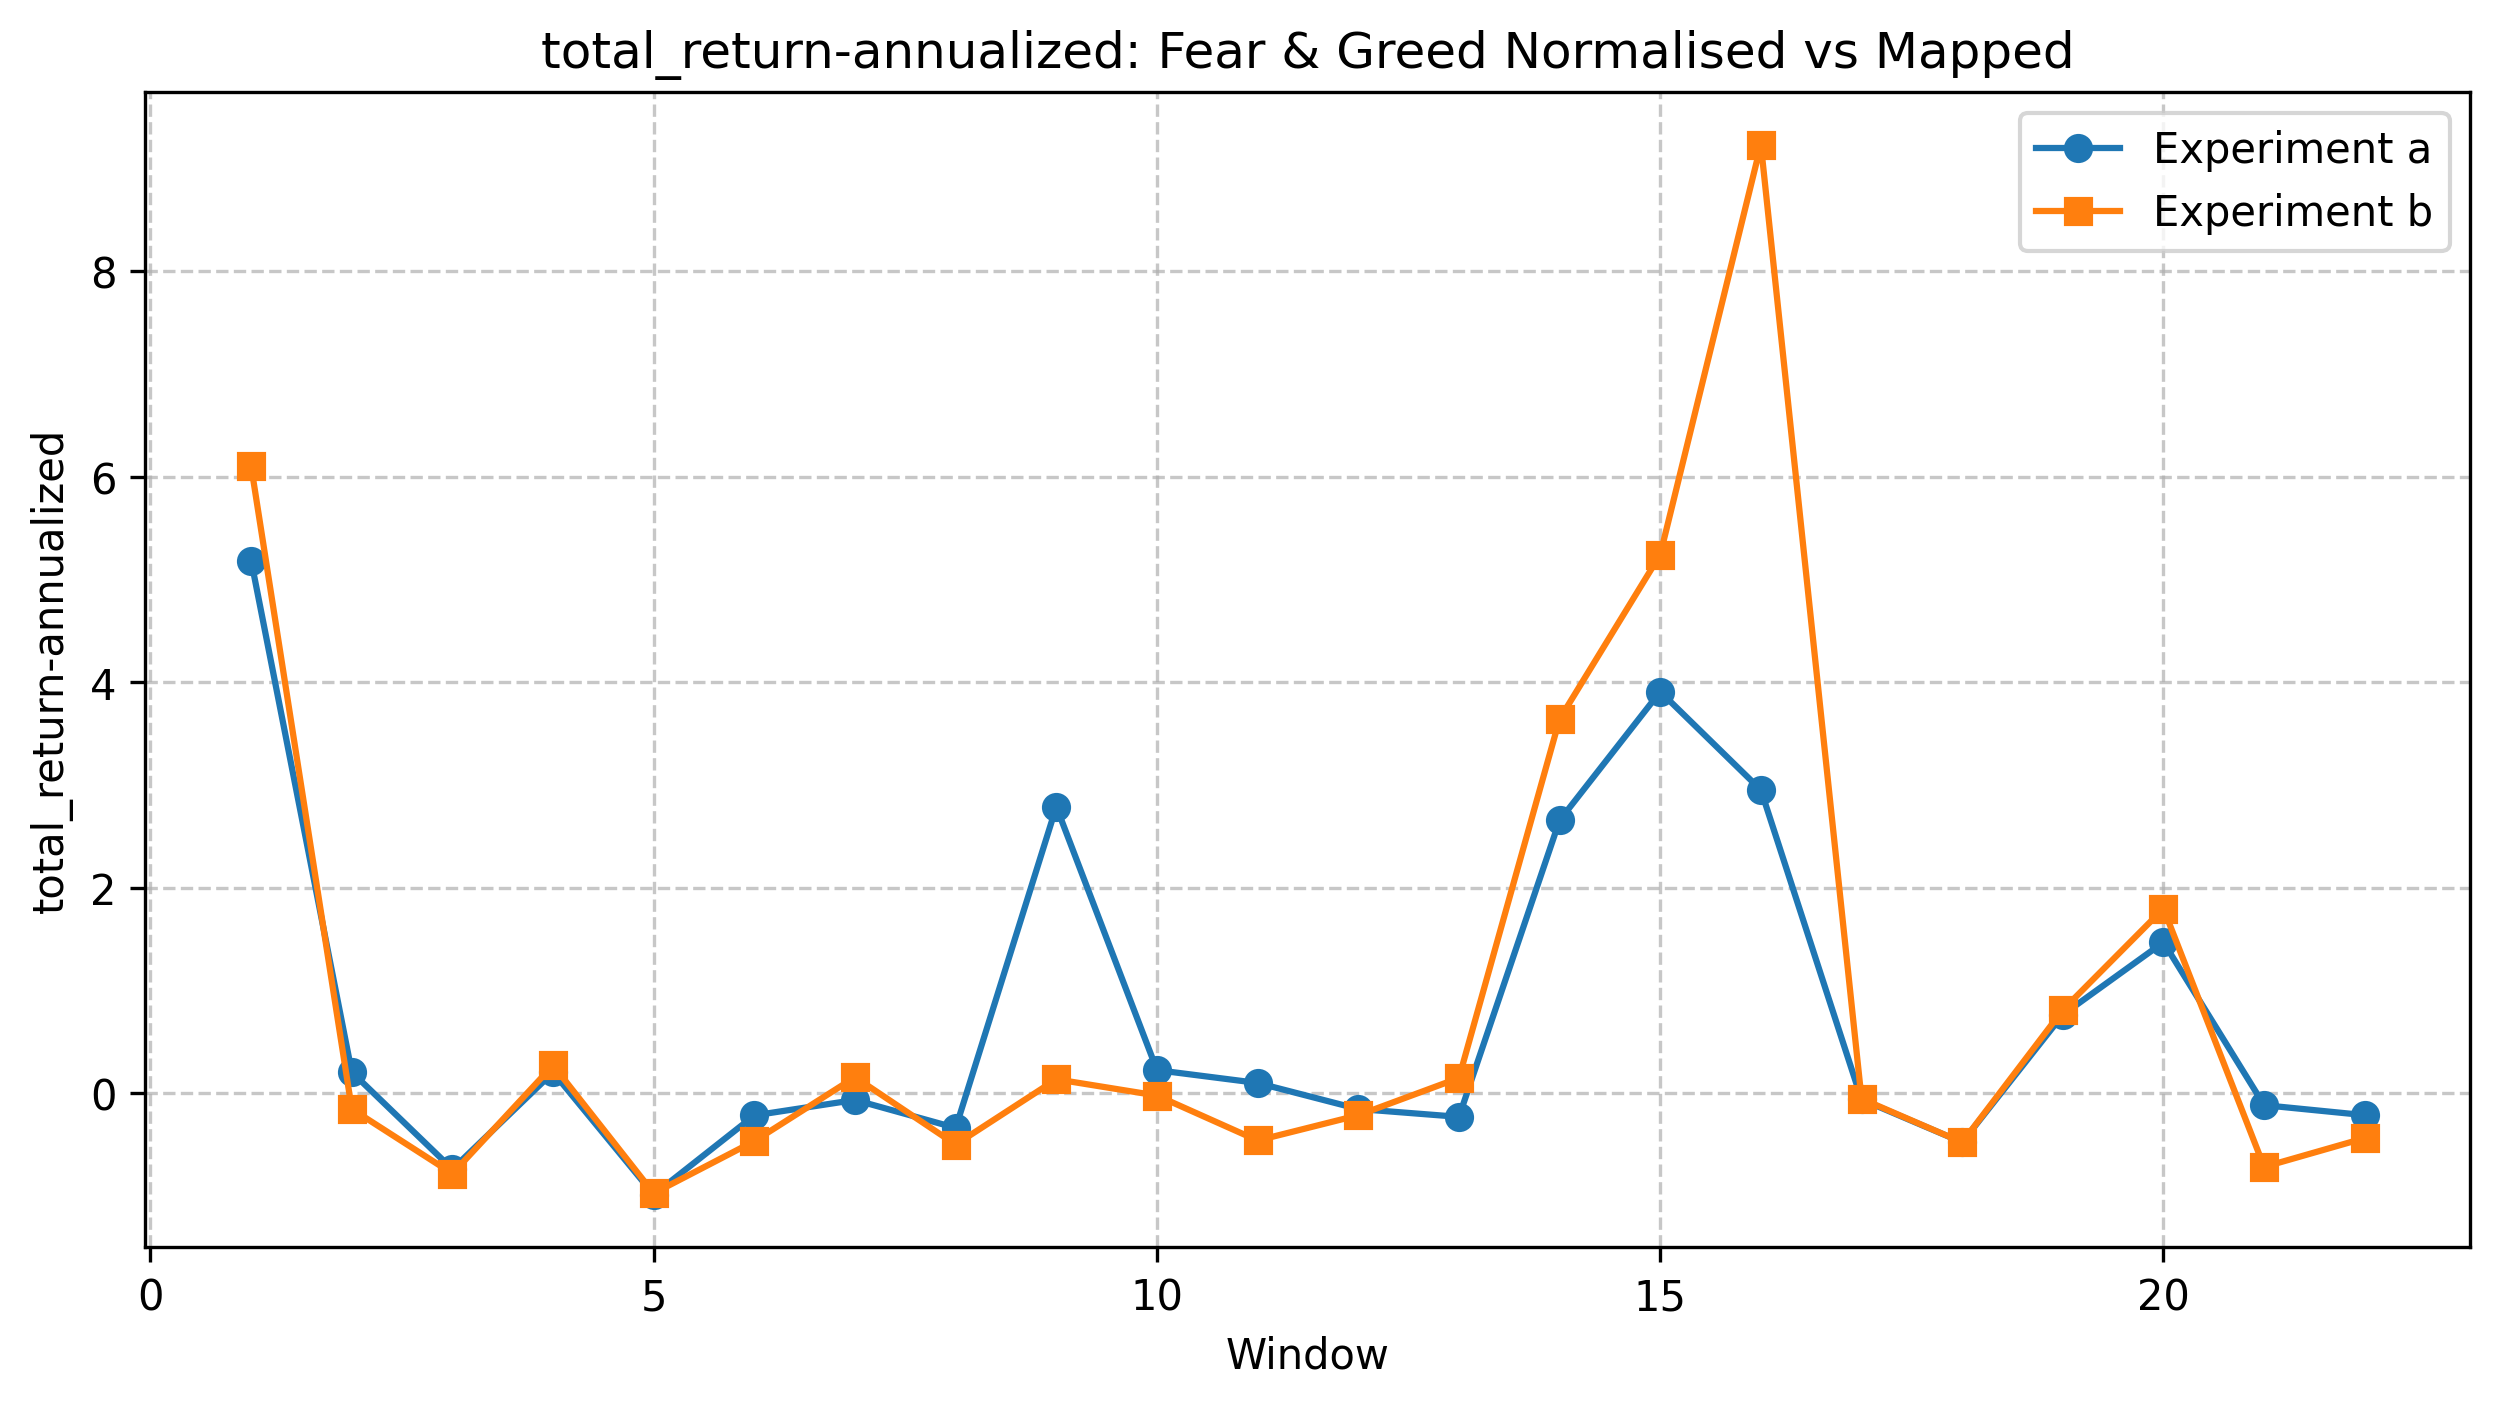 total_return-annualized: Fear & Greed Normalised vs Mapped
Experiment a
Experiment b
total_return-annualized
8
6
4
2
0
0 5 10 15 20
Window